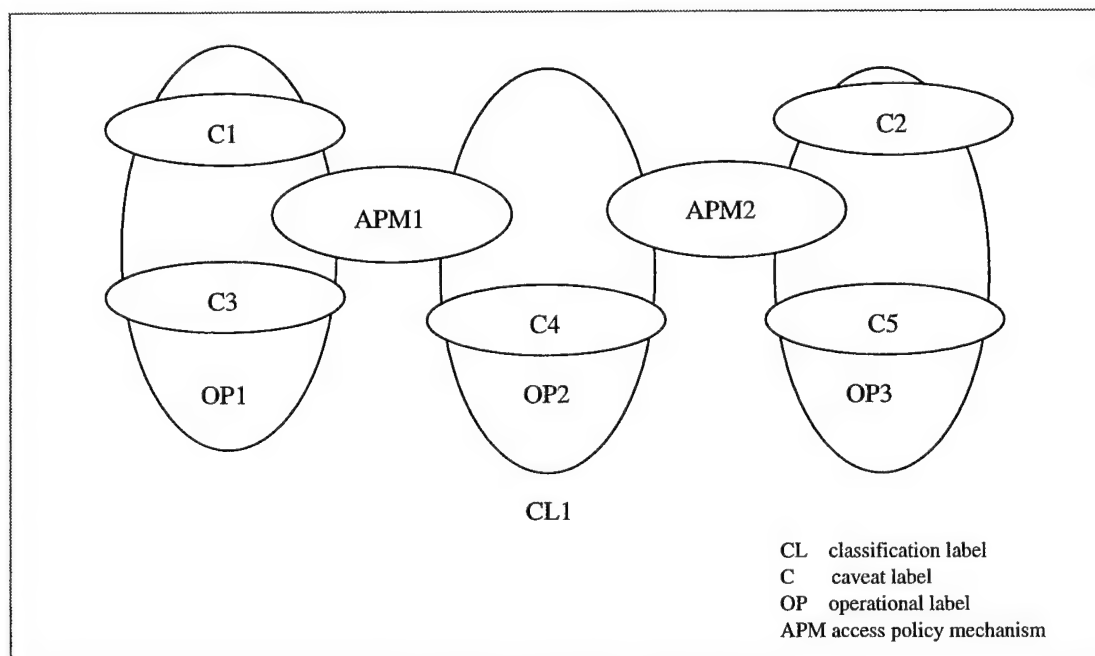 C1
C2
APM1
APM2
C3
C4
C5
OP1
OP2
OP3
CL1
CL classification label
C caveat label
OP operational label
APM access policy mechanism